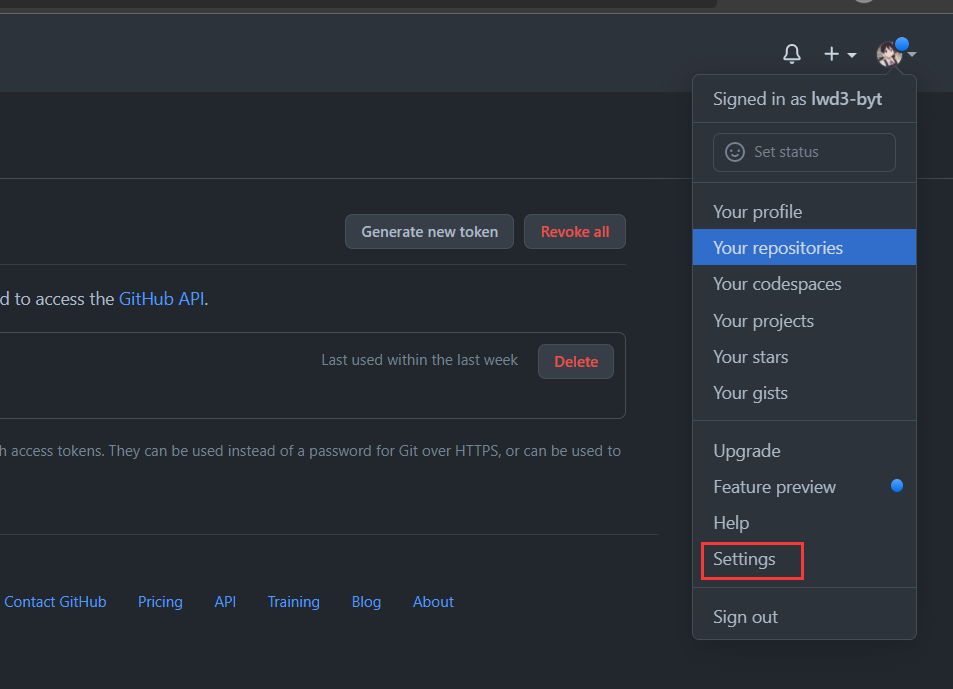 Signed in as lwd3-byt
Set status
Your profile
Your repositories
Your codespaces
Your projects
Your stars
Your gists
Upgrade
Feature preview
Help
Settings
Sign out
Generate new token
Revoke all
d to access the GitHub API.
Last used within the last week
Delete
h access tokens. They can be used instead of a password for Git over HTTPS, or can be used to
Contact GitHub
Pricing
API
Training
Blog
About